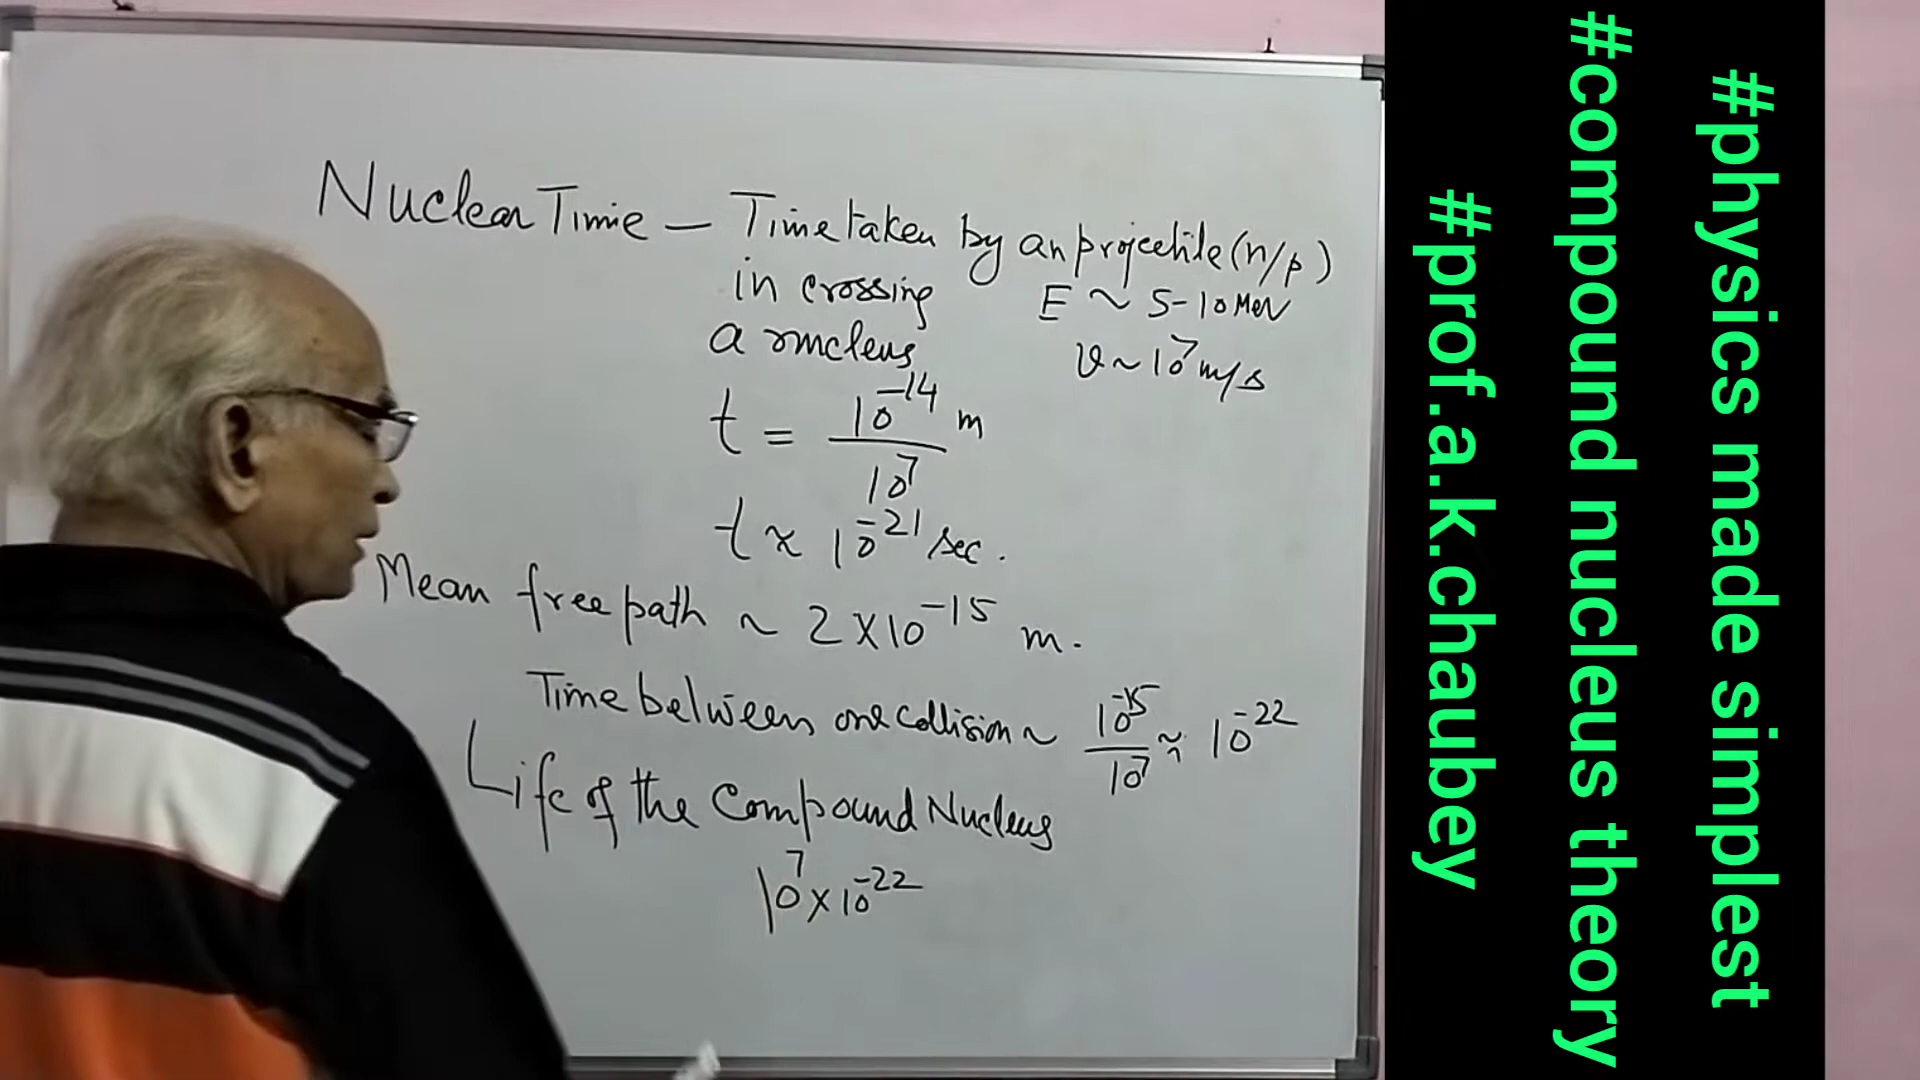 Nuclear Time — Time taken by an projectile (n/p)
in crossing E ~ 5-10 MeV
a nucleus v ~ 10⁷ m/s
t = 10⁻¹⁴ m / 10⁷
t ≈ 10⁻²¹ sec.
Mean free path ~ 2×10⁻¹⁵ m.
Time between one collision ~ 10⁻¹⁵ / 10⁷ ≈ 10⁻²²
Life of the Compound Nucleus
10⁷ × 10⁻²²
#physics made simplest
#compound nucleus theory
#prof.a.k.chaubey